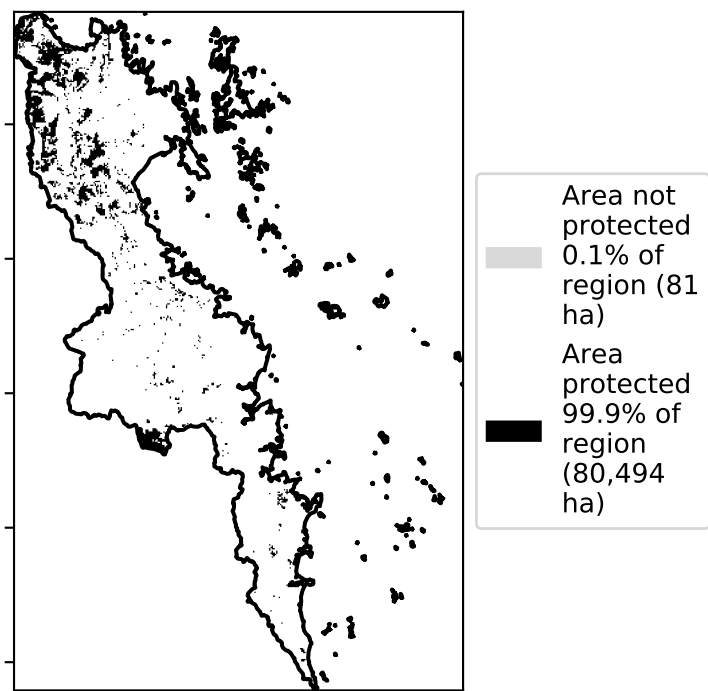 Area not
protected
0.1% of
region (81
ha)
Area
protected
99.9% of
region
(80,494
ha)